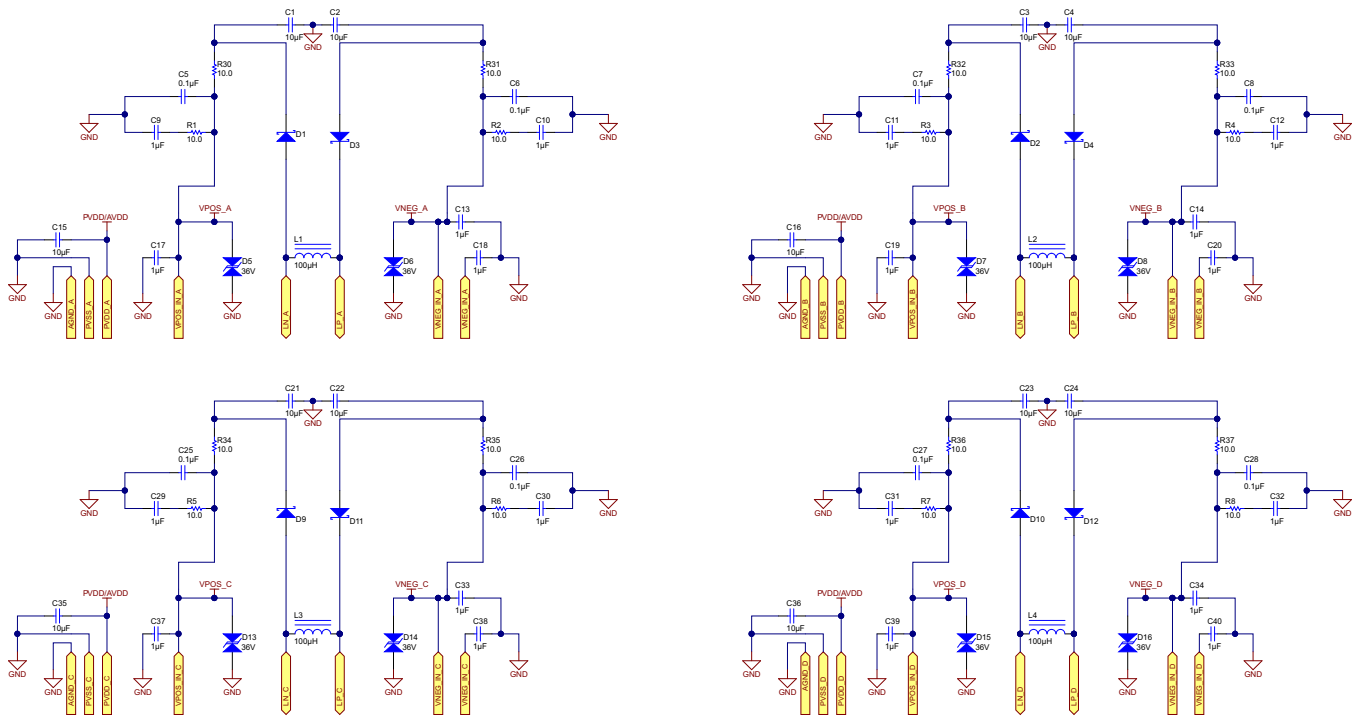 C1
C2
10µF
10µF
GND
R30
10.0
R31
10.0
C5
0.1µF
C6
0.1µF
GND
C9
1µF
R1
10.0
D1
D3
R2
10.0
C10
1µF
GND
C15
10µF
PVDD/AVDD
VPOS_A
VNEG_A
C13
1µF
C17
1µF
D5
36V
L1
100µH
D6
36V
C18
1µF
GND
GND
GND
GND
GND
GND
AGND_A
PVSS_A
PVDD_A
VPOS_IN_A
LN_A
LP_A
VNEG_IN_A
VNEG_IN_A
C3
C4
10µF
10µF
GND
R32
10.0
R33
10.0
C7
0.1µF
C8
0.1µF
GND
C11
1µF
R3
10.0
D2
D4
R4
10.0
C12
1µF
GND
C16
10µF
PVDD/AVDD
VPOS_B
VNEG_B
C14
1µF
C19
1µF
D7
36V
L2
100µH
D8
36V
C20
1µF
GND
GND
GND
GND
GND
GND
AGND_B
PVSS_B
PVDD_B
VPOS_IN_B
LN_B
LP_B
VNEG_IN_B
VNEG_IN_B
C21
C22
10µF
10µF
GND
R34
10.0
R35
10.0
C25
0.1µF
C26
0.1µF
GND
C29
1µF
R5
10.0
D9
D11
R6
10.0
C30
1µF
GND
C35
10µF
PVDD/AVDD
VPOS_C
VNEG_C
C33
1µF
C37
1µF
D13
36V
L3
100µH
D14
36V
C38
1µF
GND
GND
GND
GND
GND
GND
AGND_C
PVSS_C
PVDD_C
VPOS_IN_C
LN_C
LP_C
VNEG_IN_C
VNEG_IN_C
C23
C24
10µF
10µF
GND
R36
10.0
R37
10.0
C27
0.1µF
C28
0.1µF
GND
C31
1µF
R7
10.0
D10
D12
R8
10.0
C32
1µF
GND
C36
10µF
PVDD/AVDD
VPOS_D
VNEG_D
C34
1µF
C39
1µF
D15
36V
L4
100µH
D16
36V
C40
1µF
GND
GND
GND
GND
GND
GND
AGND_D
PVSS_D
PVDD_D
VPOS_IN_D
LN_D
LP_D
VNEG_IN_D
VNEG_IN_D